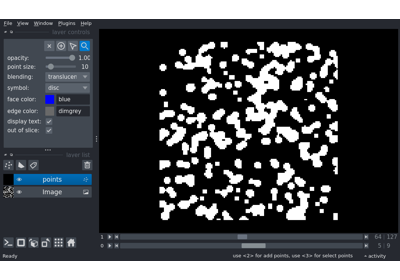 File View Window Plugins Help
layer controls
opacity: 1.00
point size: 10
blending: translucen
symbol: disc
face color: blue
edge color: dimgrey
display text:
out of slice:
layer list
points
Image
1 64 127
0 5 9
Ready use <2> for add points, use <3> for select points activity